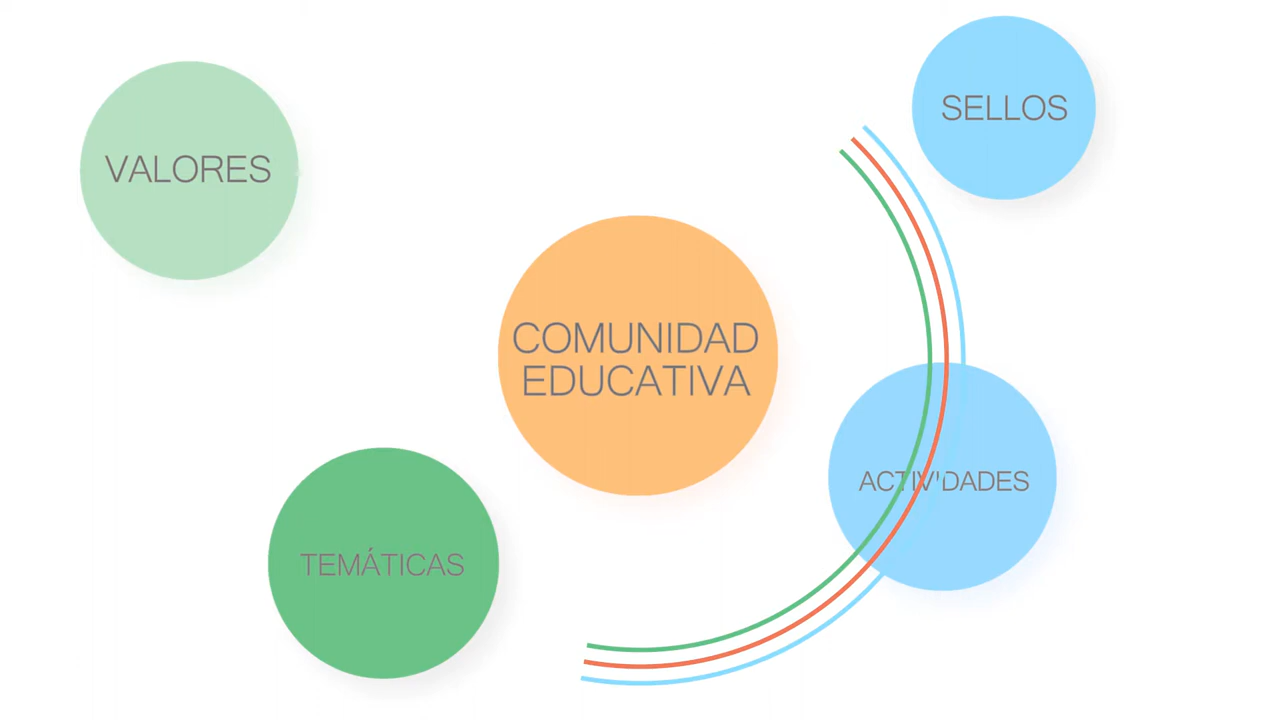 SELLOS
VALORES
COMUNIDAD
EDUCATIVA
ACTIVIDADES
TEMÁTICAS